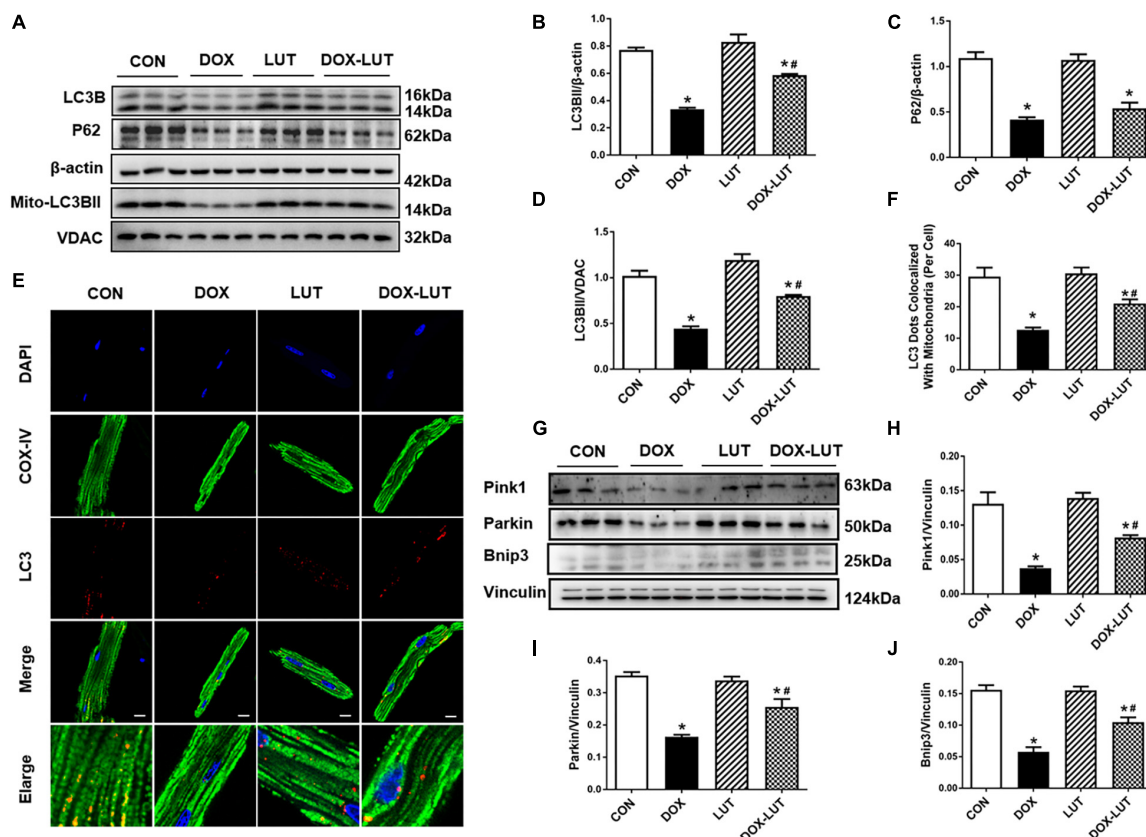 A
CON DOX LUT DOX-LUT
LC3B
16kDa
14kDa
P62
62kDa
β-actin
42kDa
Mito-LC3BII
14kDa
VDAC
32kDa
B
LC3BII/β-actin
0.8
0.6
0.4
0.2
0.0
*
* #
CON DOX LUT DOX-LUT
C
P62/β-actin
1.5
1.0
0.5
0.0
*
*
CON DOX LUT DOX-LUT
D
LC3BII/VDAC
1.5
1.0
0.5
0.0
*
* #
CON DOX LUT DOX-LUT
E
CON DOX LUT DOX-LUT
DAPI
COX-IV
LC3
Merge
Elarge
F
LC3 Dots Colocalized
With Mitochondria (Per Cell)
40
30
20
10
0
*
* #
CON DOX LUT DOX-LUT
G
CON DOX LUT DOX-LUT
Pink1
63kDa
Parkin
50kDa
Bnip3
25kDa
Vinculin
124kDa
H
Pink1/Vinculin
0.20
0.15
0.10
0.05
0.00
*
* #
CON DOX LUT DOX-LUT
I
Parkin/Vinculin
0.4
0.3
0.2
0.1
0.0
*
* #
CON DOX LUT DOX-LUT
J
Bnip3/Vinculin
0.20
0.15
0.10
0.05
0.00
*
* #
CON DOX LUT DOX-LUT